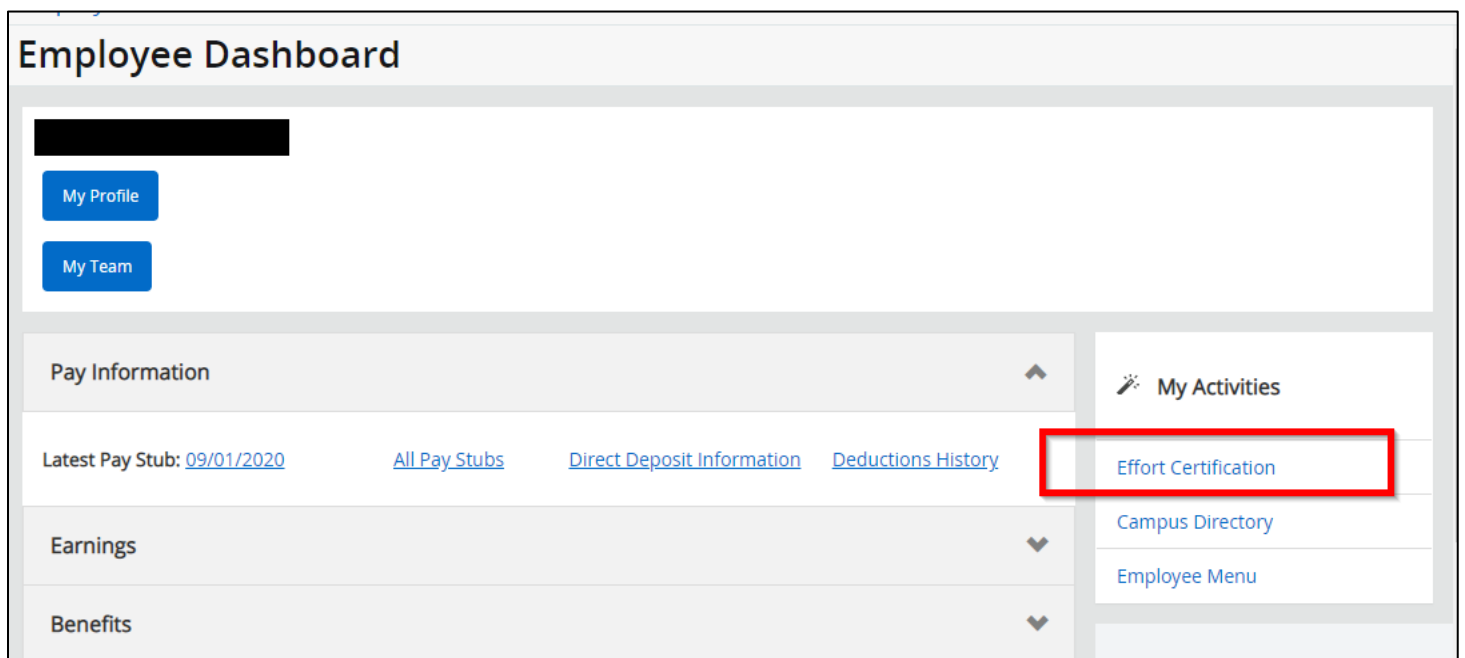 Employee Dashboard
My Profile
My Team
Pay Information
Latest Pay Stub: 09/01/2020 All Pay Stubs Direct Deposit Information Deductions History
Earnings
Benefits
My Activities
Effort Certification
Campus Directory
Employee Menu